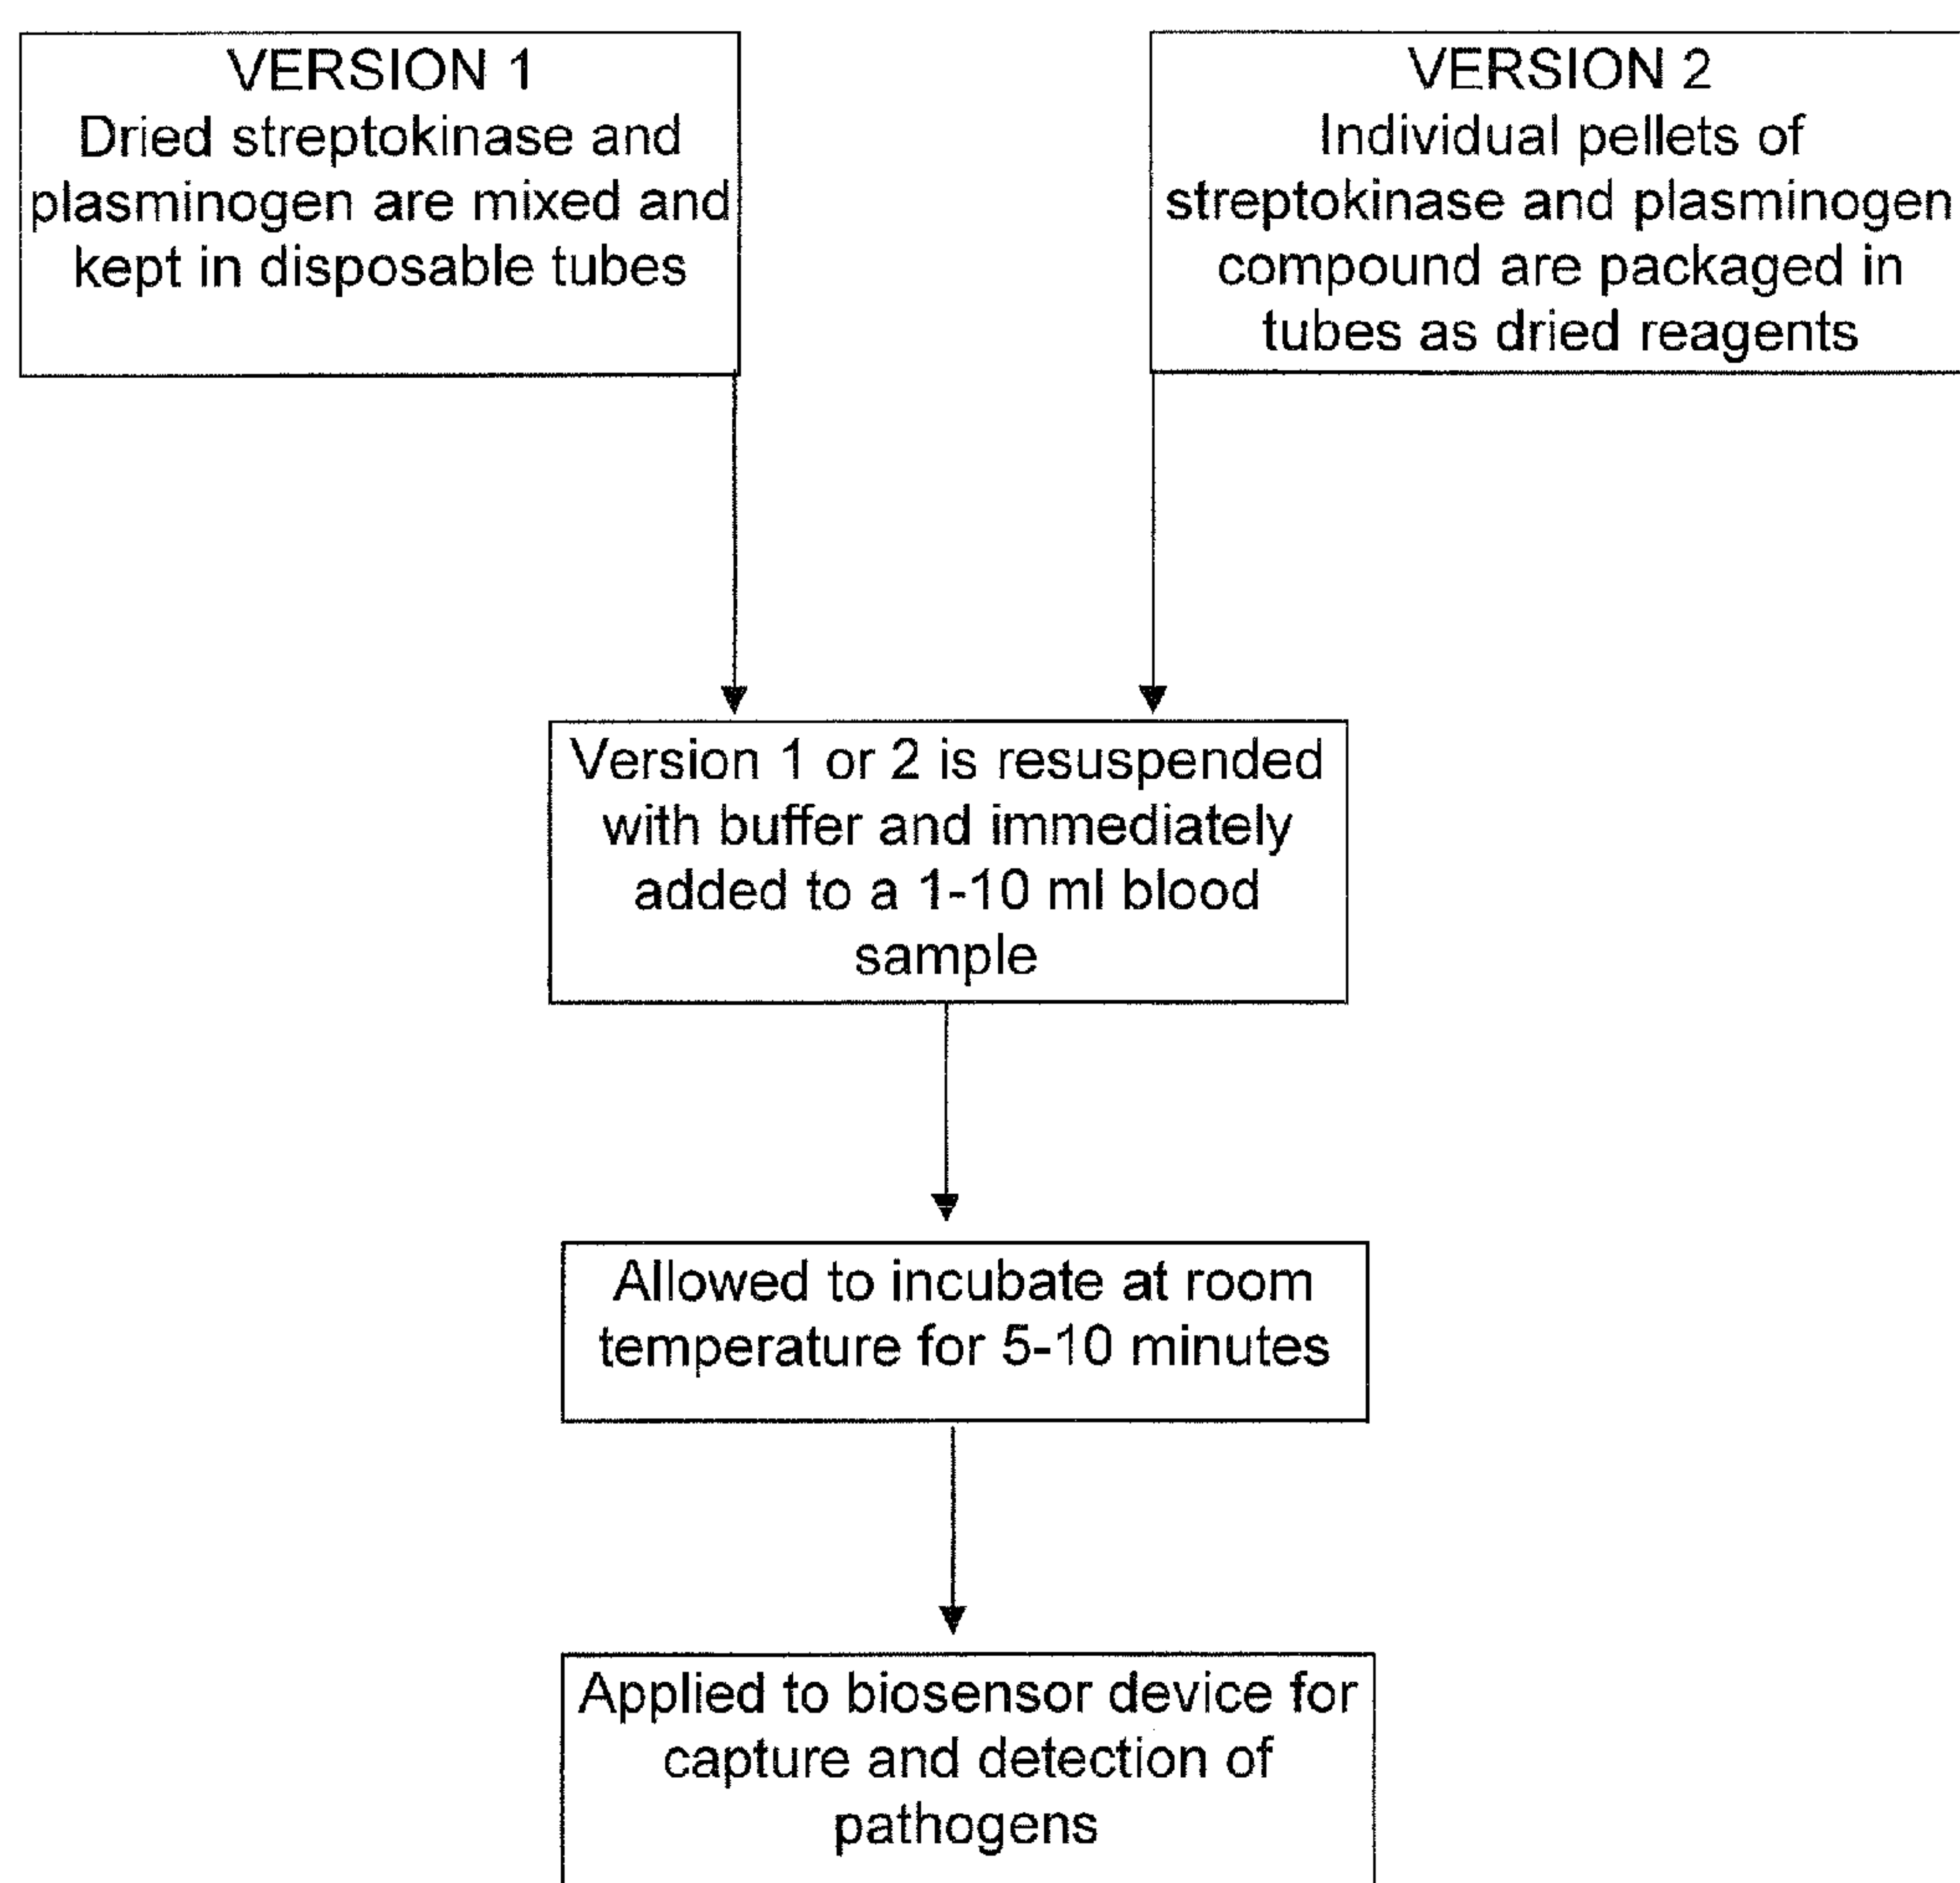 VERSION 1
Dried streptokinase and
plasminogen are mixed and
kept in disposable tubes
VERSION 2
Individual pellets of
streptokinase and plasminogen
compound are packaged in
tubes as dried reagents
Version 1 or 2 is resuspended
with buffer and immediately
added to a 1-10 ml blood
sample
Allowed to incubate at room
temperature for 5-10 minutes
Applied to biosensor device for
capture and detection of
pathogens